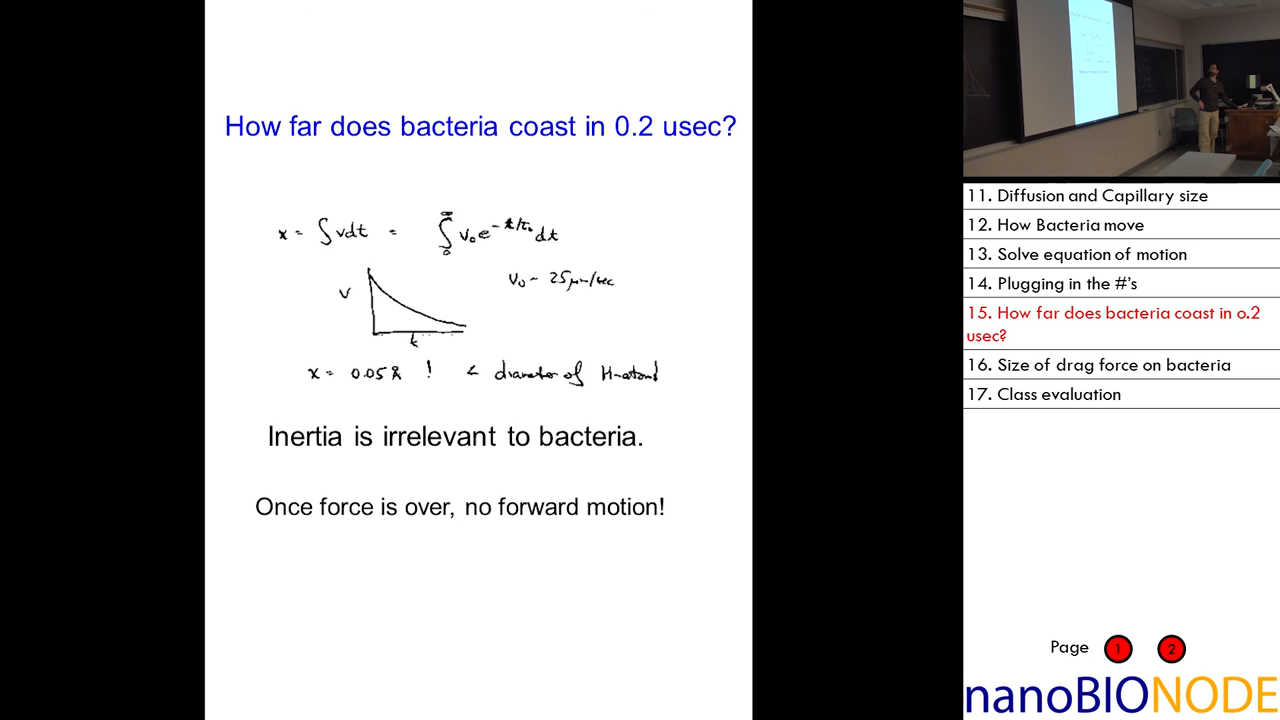 How far does bacteria coast in 0.2 usec?
x = ∫vdt = ∫₀^∞ v₀e^{-t/τ₀}dt
v₀ ~ 25μm/sec
v
t
x = 0.05Å ! < diameter of H-atom!
Inertia is irrelevant to bacteria.
Once force is over, no forward motion!
11. Diffusion and Capillary size
12. How Bacteria move
13. Solve equation of motion
14. Plugging in the #'s
15. How far does bacteria coast in o.2
usec?
16. Size of drag force on bacteria
17. Class evaluation
Page 1 2
nanoBIONODE